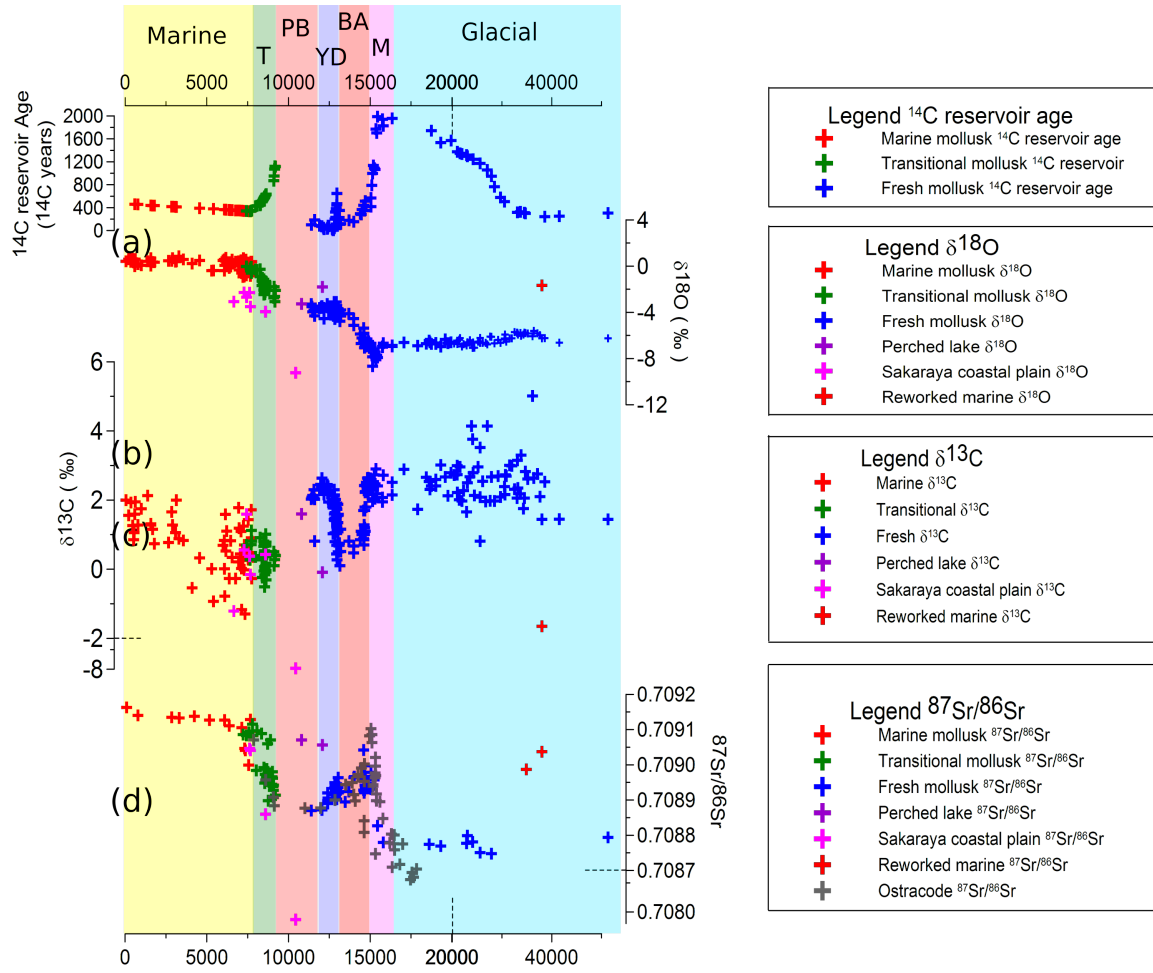 Marine
T
PB
YD
BA
M
Glacial
0 5000 10000 15000 20000 40000
14C reservoir Age
(14C years)
2000
1600
1200
800
400
0
(a)
4
0
-4
-8
-12
δ18O ( ‰)
6
4
2
0
-2
-8
δ13C ( ‰)
(b)
(c)
0.7092
0.7091
0.7090
0.7089
0.7088
0.7087
0.7080
87Sr/86Sr
(d)
0 5000 10000 15000 20000 40000
Legend ¹⁴C reservoir age
Marine mollusk ¹⁴C reservoir age
Transitional mollusk ¹⁴C reservoir
Fresh mollusk ¹⁴C reservoir age
Legend δ¹⁸O
Marine mollusk δ¹⁸O
Transitional mollusk δ¹⁸O
Fresh mollusk δ¹⁸O
Perched lake δ¹⁸O
Sakaraya coastal plain δ¹⁸O
Reworked marine δ¹⁸O
Legend δ¹³C
Marine δ¹³C
Transitional δ¹³C
Fresh δ¹³C
Perched lake δ¹³C
Sakaraya coastal plain δ¹³C
Reworked marine δ¹³C
Legend ⁸⁷Sr/⁸⁶Sr
Marine mollusk ⁸⁷Sr/⁸⁶Sr
Transitional mollusk ⁸⁷Sr/⁸⁶Sr
Fresh mollusk ⁸⁷Sr/⁸⁶Sr
Perched lake ⁸⁷Sr/⁸⁶Sr
Sakaraya coastal plain ⁸⁷Sr/⁸⁶Sr
Reworked marine ⁸⁷Sr/⁸⁶Sr
Ostracode ⁸⁷Sr/⁸⁶Sr